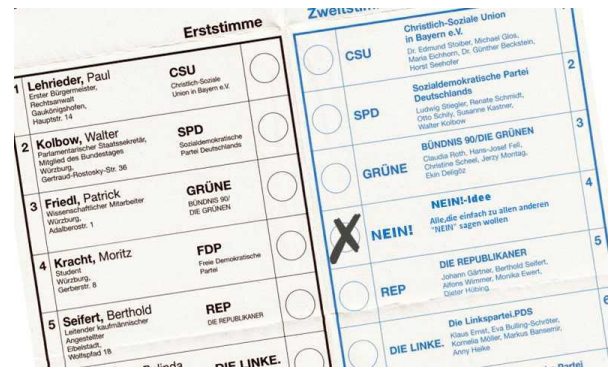 Erststimme
1 Lehrieder, Paul
Erster Bürgermeister,
Rechtsanwalt
Gaukönigshofen,
Hauptstr. 14
CSU
Christlich-Soziale
Union in Bayern e.V.
2 Kolbow, Walter
Parlamentarischer Staatssekretär,
Mitglied des Bundestages
Würzburg,
Gertraud-Rostosky-Str. 36
SPD
Sozialdemokratische
Partei Deutschlands
3 Friedl, Patrick
Wissenschaftlicher Mitarbeiter
Würzburg,
Adalberostr. 1
GRÜNE
BÜNDNIS 90/
DIE GRÜNEN
4 Kracht, Moritz
Student
Würzburg,
Gerberstr. 8
FDP
Freie Demokratische
Partei
5 Seifert, Berthold
Leitender kaufmännischer
Angestellter
Eibelstadt,
Wolfspfad 18
REP
DIE REPUBLIKANER
DIE LINKE.
Zweitstim
CSU
Christlich-Soziale Union
in Bayern e.V.
Dr. Edmund Stoiber, Michael Glos,
Maria Eichhorn, Dr. Günther Beckstein,
Horst Seehofer
SPD
Sozialdemokratische Partei
Deutschlands
Ludwig Stiegler, Renate Schmidt,
Otto Schily, Susanne Kastner,
Walter Kolbow
2
GRÜNE
BÜNDNIS 90/DIE GRÜNEN
Claudia Roth, Hans-Josef Fell,
Christine Scheel, Jerzy Montag,
Ekin Deligöz
3
X
NEIN!
NEIN!-Idee
Alle,die einfach zu allen anderen
"NEIN" sagen wollen
4
REP
DIE REPUBLIKANER
Johann Gärtner, Berthold Seifert,
Alfons Wimmer, Monika Ewert,
Dieter Hübing
5
DIE LINKE.
Die Linkspartei.PDS
Klaus Ernst, Eva Bulling-Schröter,
Kornelia Möller, Markus Bansemir,
Anny Heike
6
Partei